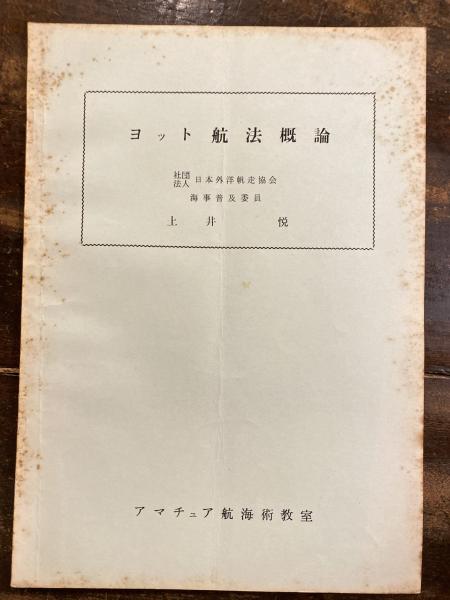 ヨット航法概論
社団法人 日本外洋帆走協会
海事普及委員
土井 悦
アマチュア航海術教室